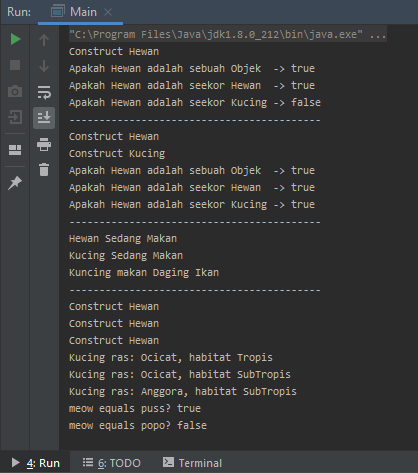 Run: Main
"C:\Program Files\Java\jdk1.8.0_212\bin\java.exe" ...
Construct Hewan
Apakah Hewan adalah sebuah Objek  -> true
Apakah Hewan adalah seekor Hewan  -> true
Apakah Hewan adalah seekor Kucing -> false
------------------------------------------
Construct Hewan
Construct Kucing
Apakah Hewan adalah sebuah Objek  -> true
Apakah Hewan adalah seekor Hewan  -> true
Apakah Hewan adalah seekor Kucing -> true
------------------------------------------
Hewan Sedang Makan
Kucing Sedang Makan
Kuncing makan Daging Ikan
------------------------------------------
Construct Hewan
Construct Hewan
Construct Hewan
Kucing ras: Ocicat, habitat Tropis
Kucing ras: Ocicat, habitat SubTropis
Kucing ras: Anggora, habitat SubTropis
meow equals puss? true
meow equals popo? false
4: Run 6: TODO Terminal